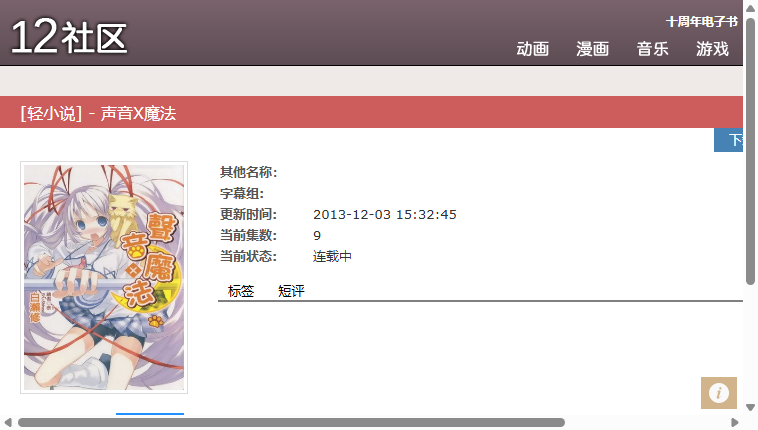 十周年电子书
12社区
动画 漫画 音乐 游戏
[轻小说] - 声音X魔法
下
其他名称:
字幕组:
更新时间: 2013-12-03 15:32:45
当前集数: 9
当前状态: 连载中
聲音×魔法
白瀬修
标签 短评
i